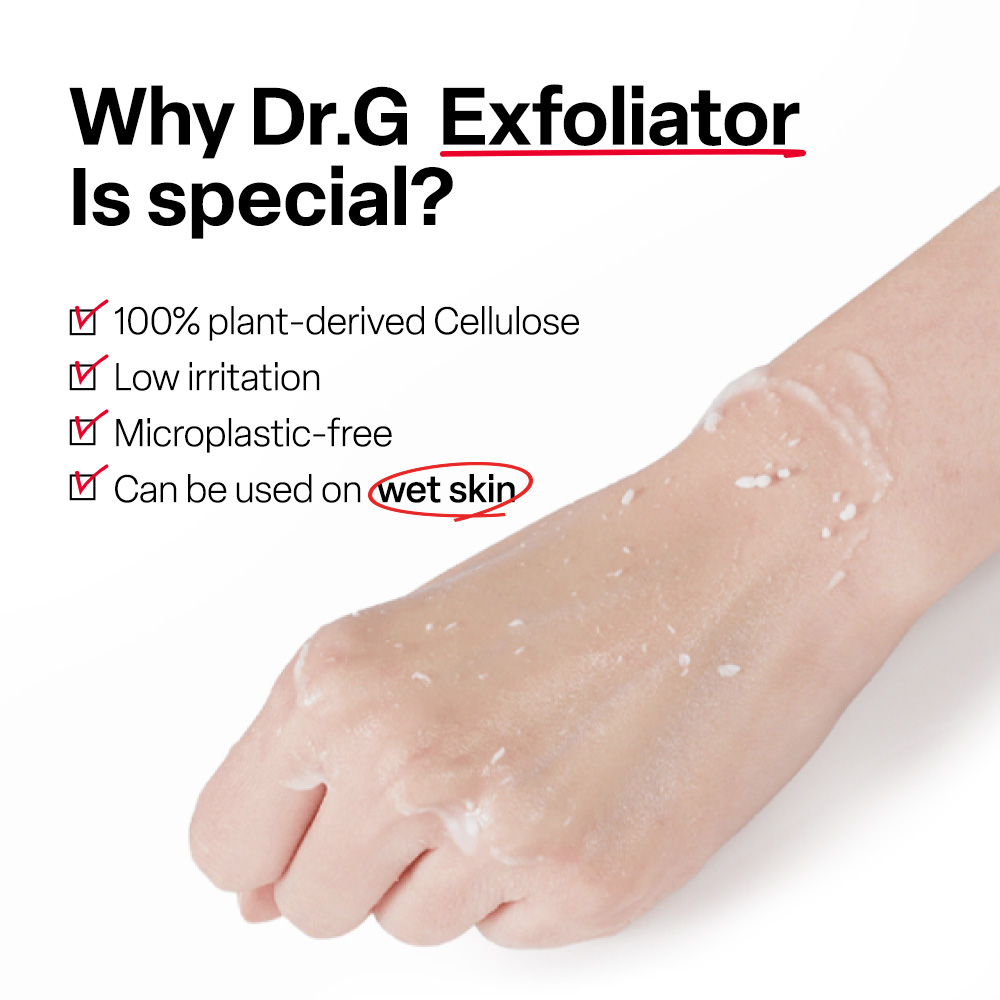 Why Dr.G Exfoliator
Is special?
100% plant-derived Cellulose
Low irritation
Microplastic-free
Can be used on wet skin